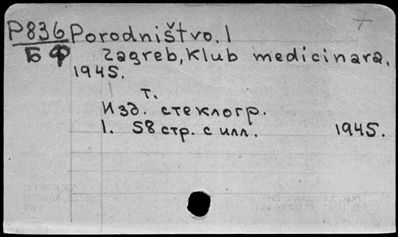 P836 Porodništvo. I
БФ Zagreb, Klub medicinara,
1945.
т.
Изд. стеклогр.
1. 58 стр. с илл. 1945.